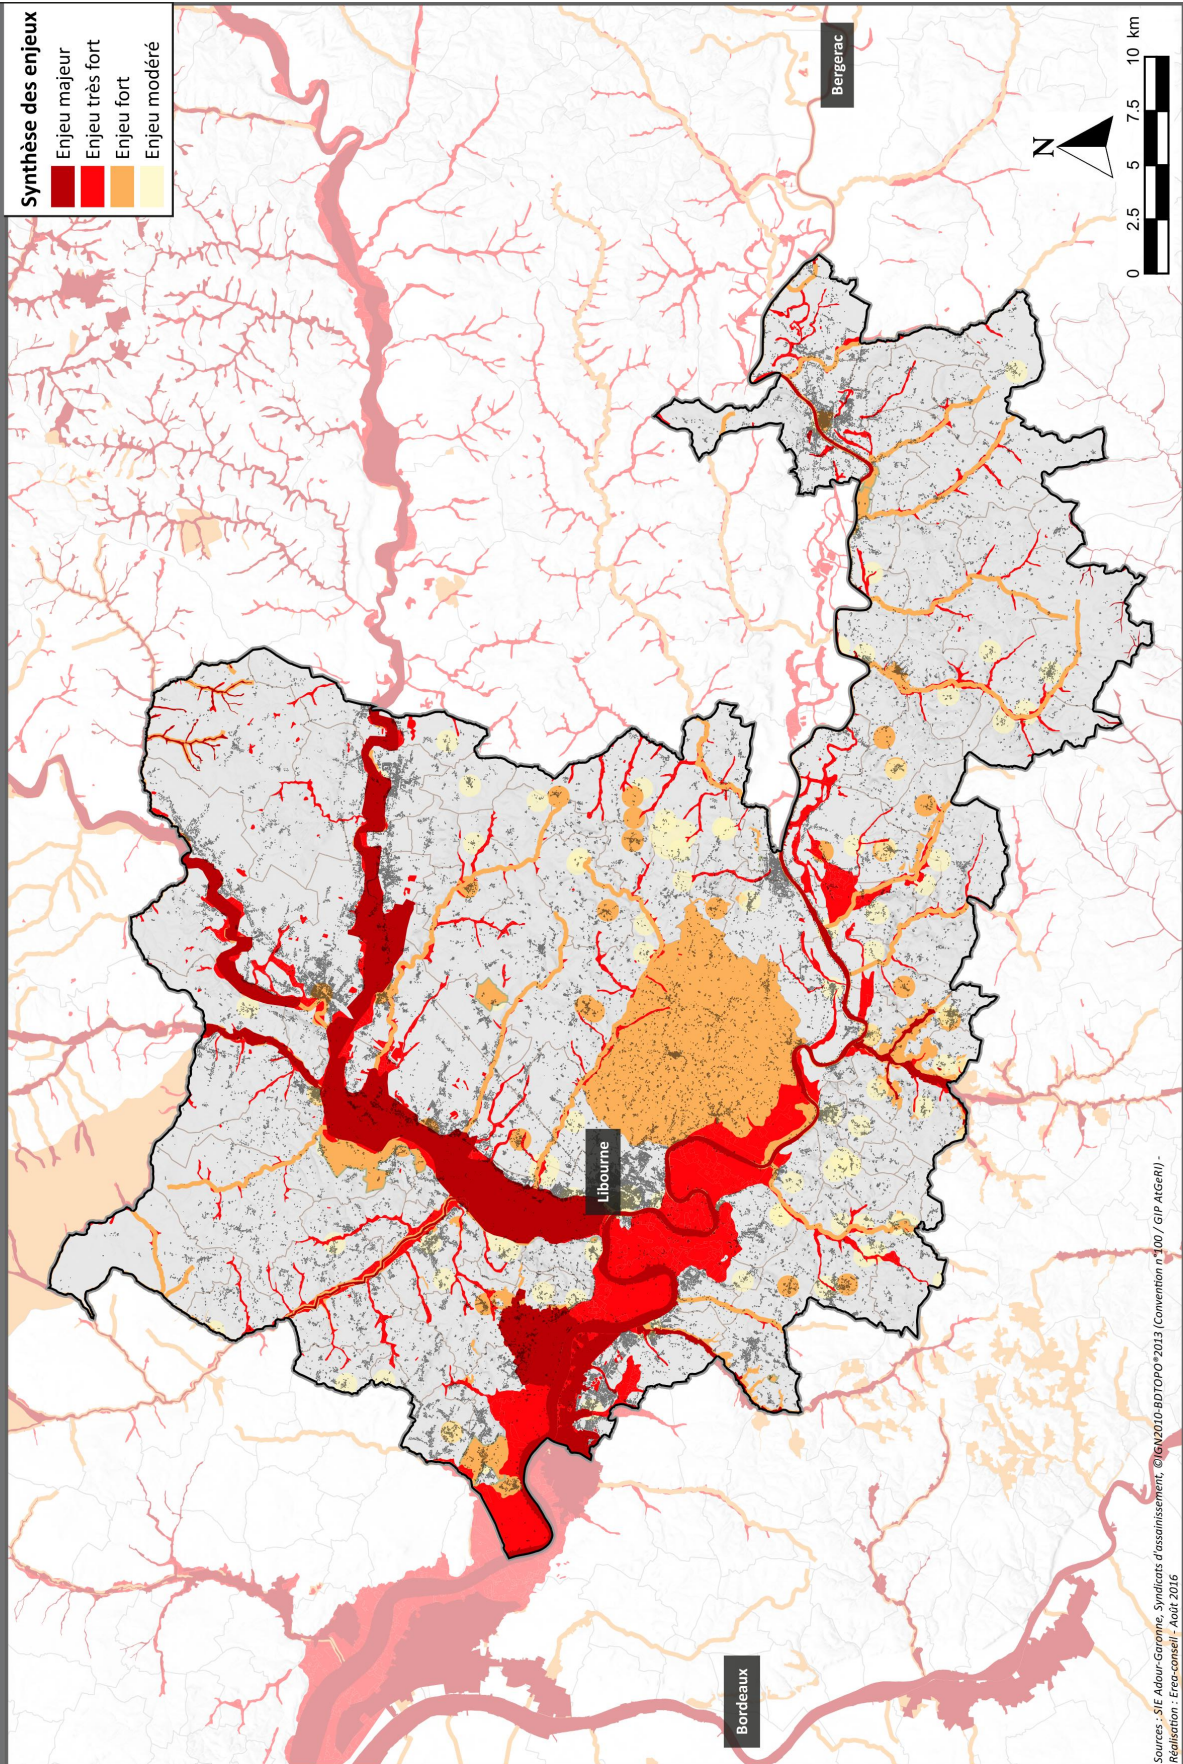 Synthèse des enjeux
Enjeu majeur
Enjeu très fort
Enjeu fort
Enjeu modéré
Bergerac
Libourne
Bordeaux
N
0 2.5 5 7.5 10 km
Sources : SIE Adour-Garonne, Syndicats d'assainissement, ©IGN2010-BDTOPO®2013 (Convention n°100 / GIP AtGeRi) -
Réalisation : Erea-conseil - Août 2016